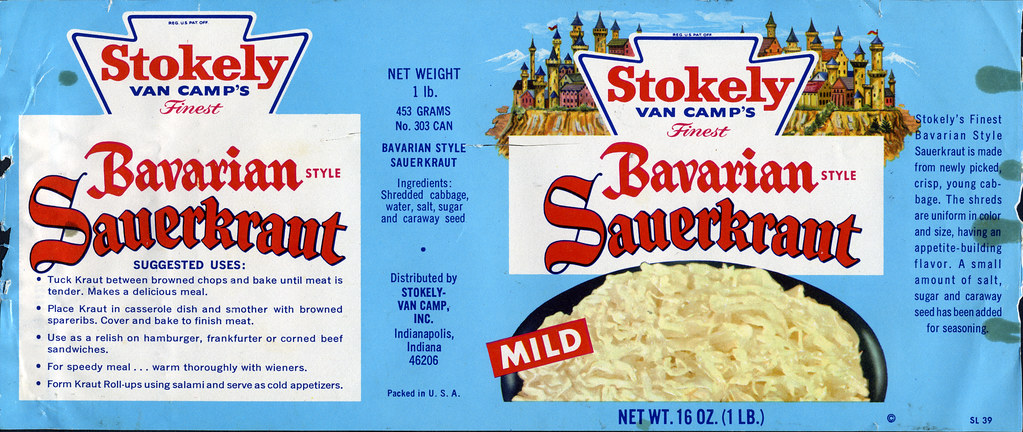 REG. U.S. PAT. OFF.
Stokely
VAN CAMP'S
Finest
Bavarian STYLE
Sauerkraut
SUGGESTED USES:
• Tuck Kraut between browned chops and bake until meat is
tender. Makes a delicious meal.
• Place Kraut in casserole dish and smother with browned
spareribs. Cover and bake to finish meat.
• Use as a relish on hamburger, frankfurter or corned beef
sandwiches.
• For speedy meal . . . warm thoroughly with wieners.
• Form Kraut Roll-ups using salami and serve as cold appetizers.
NET WEIGHT
1 lb.
453 GRAMS
No. 303 CAN
BAVARIAN STYLE
SAUERKRAUT
Ingredients:
Shredded cabbage,
water, salt, sugar
and caraway seed
•
Distributed by
STOKELY-
VAN CAMP,
INC.
Indianapolis,
Indiana
46206
Packed in U. S. A.
REG. U.S. PAT. OFF.
Stokely
VAN CAMP'S
Finest
Bavarian STYLE
Sauerkraut
MILD
NET WT. 16 OZ. (1 LB.)
Stokely's Finest
Bavarian Style
Sauerkraut is made
from newly picked,
crisp, young cab-
bage. The shreds
are uniform in color
and size, having an
appetite-building
flavor. A small
amount of salt,
sugar and caraway
seed has been added
for seasoning.
©
SL 39